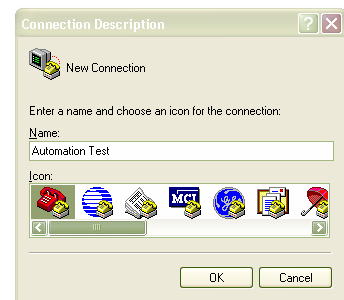 Connection Description
New Connection
Enter a name and choose an icon for the connection:
Name:
Automation Test
Icon:
MCI
OK
Cancel